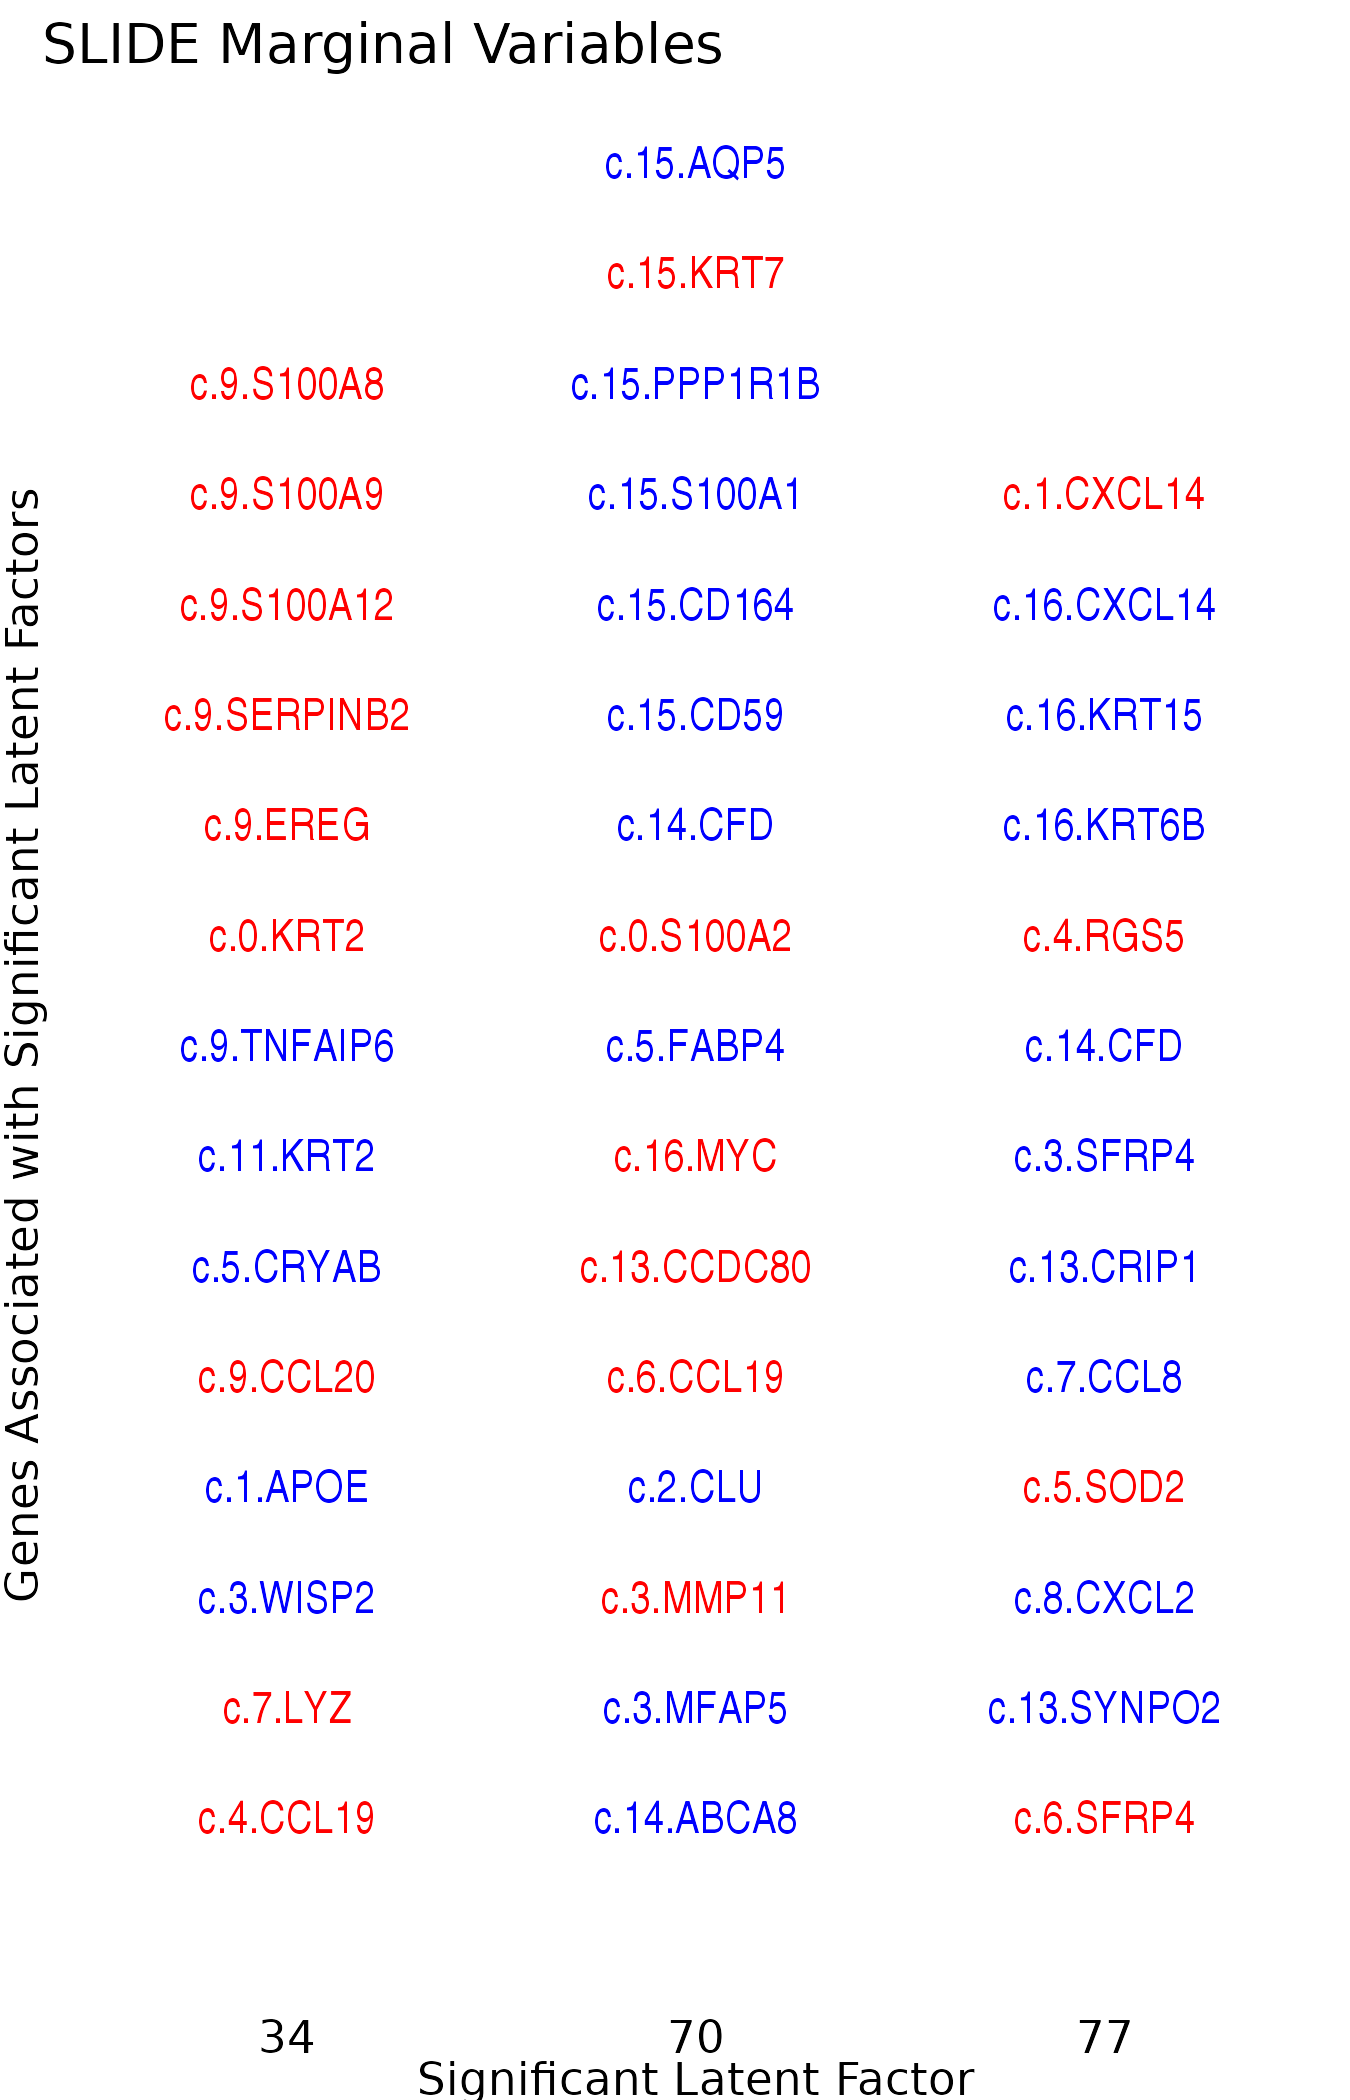 SLIDE Marginal Variables
c.15.AQP5
c.15.KRT7
c.9.S100A8 c.15.PPP1R1B
c.9.S100A9 c.15.S100A1 c.1.CXCL14
c.9.S100A12 c.15.CD164 c.16.CXCL14
c.9.SERPINB2 c.15.CD59 c.16.KRT15
c.9.EREG c.14.CFD c.16.KRT6B
c.0.KRT2 c.0.S100A2 c.4.RGS5
c.9.TNFAIP6 c.5.FABP4 c.14.CFD
c.11.KRT2 c.16.MYC c.3.SFRP4
c.5.CRYAB c.13.CCDC80 c.13.CRIP1
c.9.CCL20 c.6.CCL19 c.7.CCL8
c.1.APOE c.2.CLU c.5.SOD2
c.3.WISP2 c.3.MMP11 c.8.CXCL2
c.7.LYZ c.3.MFAP5 c.13.SYNPO2
c.4.CCL19 c.14.ABCA8 c.6.SFRP4
Genes Associated with Significant Latent Factors
34 70 77
Significant Latent Factor